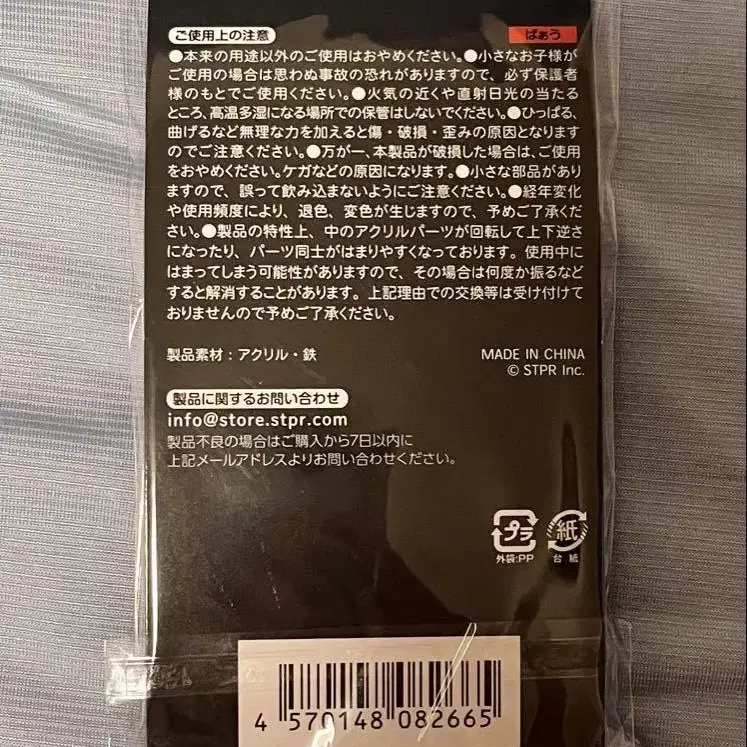 ご使用上の注意
ばぁう
●本来の用途以外のご使用はおやめください。●小さなお子様が
ご使用の場合は思わぬ事故の恐れがありますので、必ず保護者
様のもとでご使用ください。●火気の近くや直射日光の当たる
ところ、高温多湿になる場所での保管はしないでください。●ひっぱる、
曲げるなど無理な力を加えると傷・破損・歪みの原因となります
のでご注意ください。●万が一、本製品が破損した場合は、ご使用
をおやめください。ケガなどの原因になります。●小さな部品があり
ますので、誤って飲み込まないようにご注意ください。●経年変化
や使用頻度により、退色、変色が生じますので、予めご了承くだ
さい。●製品の特性上、中のアクリルパーツが回転して上下逆さ
になったり、パーツ同士がはまりやすくなっております。使用中に
はまってしまう可能性がありますので、その場合は何度か振るなど
すると解消することがあります。上記理由での交換等は受け付けて
おりませんので予めご了承ください。
製品素材：アクリル・鉄
MADE IN CHINA
© STPR Inc.
製品に関するお問い合わせ
info@store.stpr.com
製品不良の場合はご購入から7日以内に
上記メールアドレスよりお問い合わせください。
プラ
紙
外袋:PP
台紙
4 570148 082665